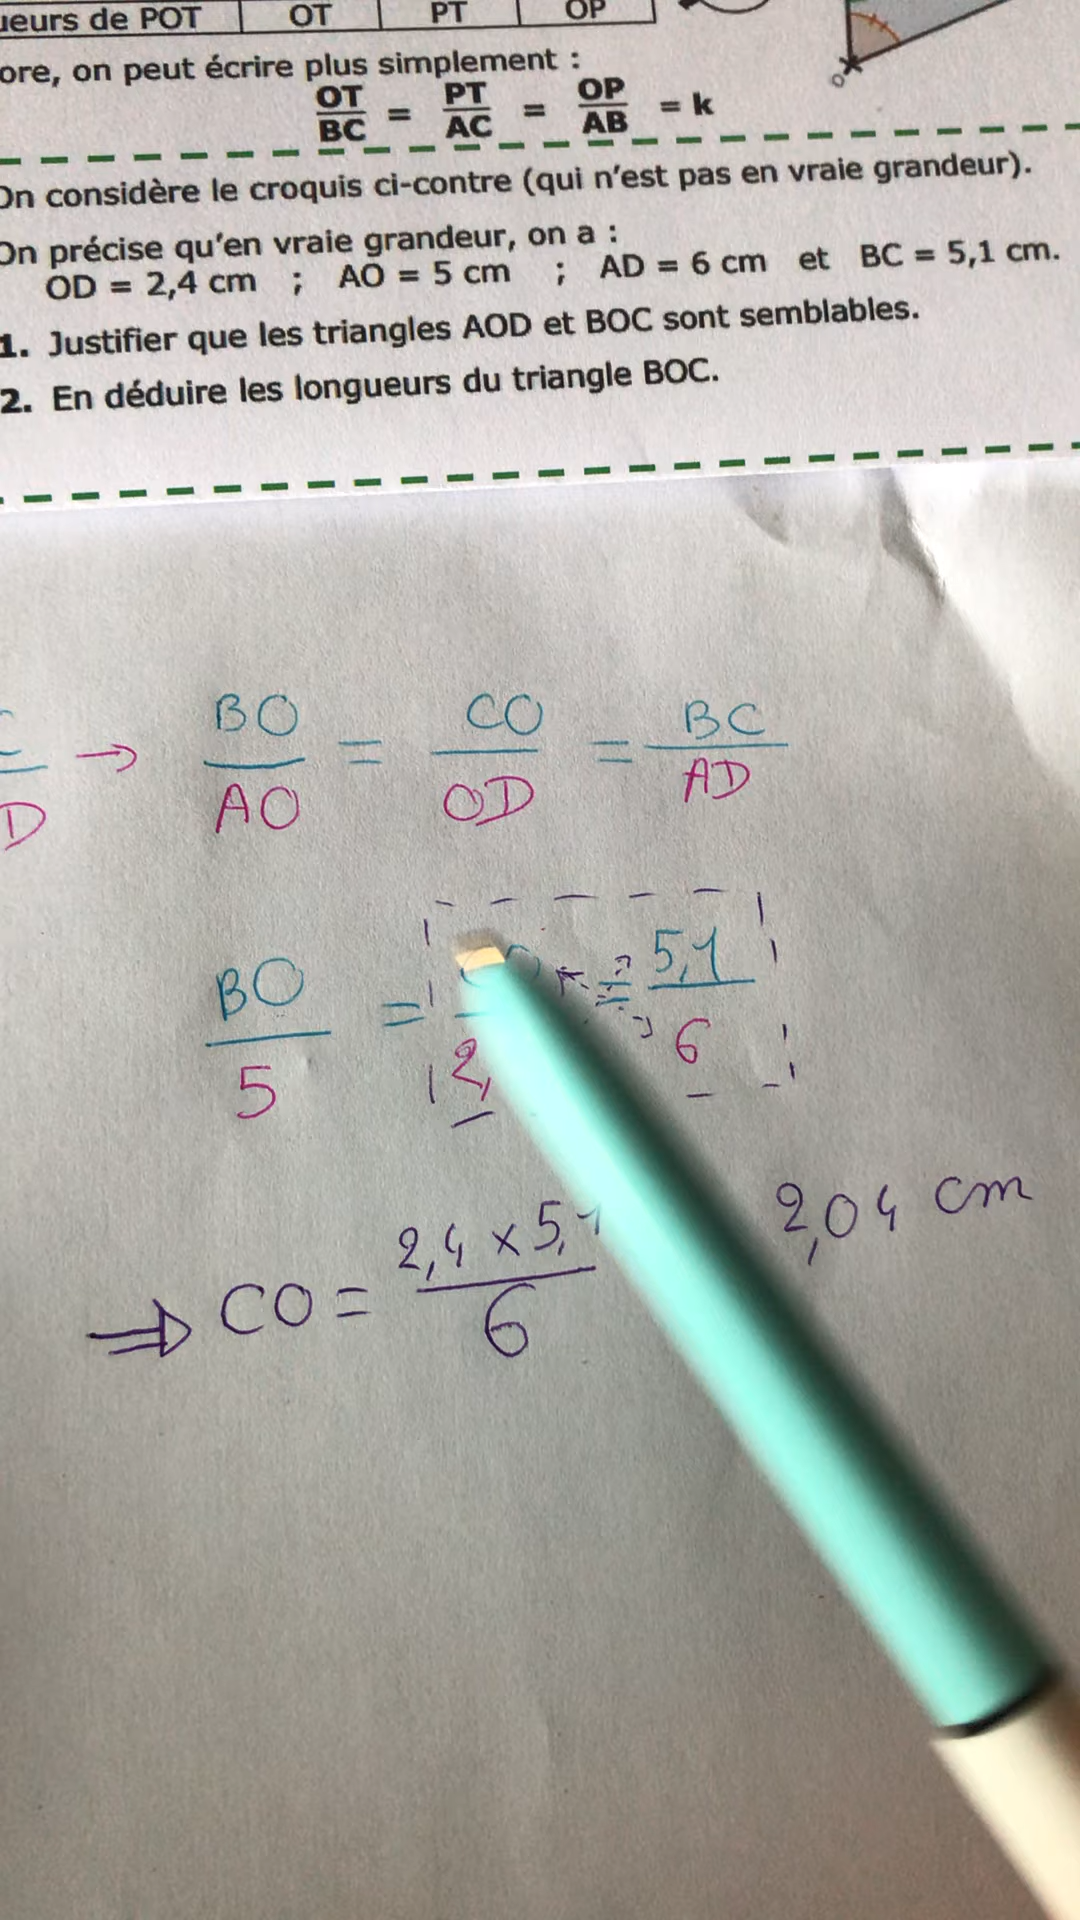 ueurs de POT OT PT OP
ore, on peut écrire plus simplement :
OT/BC = PT/AC = OP/AB = k
On considère le croquis ci-contre (qui n'est pas en vraie grandeur).
On précise qu'en vraie grandeur, on a :
OD = 2,4 cm ; AO = 5 cm ; AD = 6 cm et BC = 5,1 cm.
1. Justifier que les triangles AOD et BOC sont semblables.
2. En déduire les longueurs du triangle BOC.
D → BO/AO = CO/OD = BC/AD
BO/5 = 2, = 5,1/6
⇒ CO = 2,4 x 5,1/6 2,04 cm